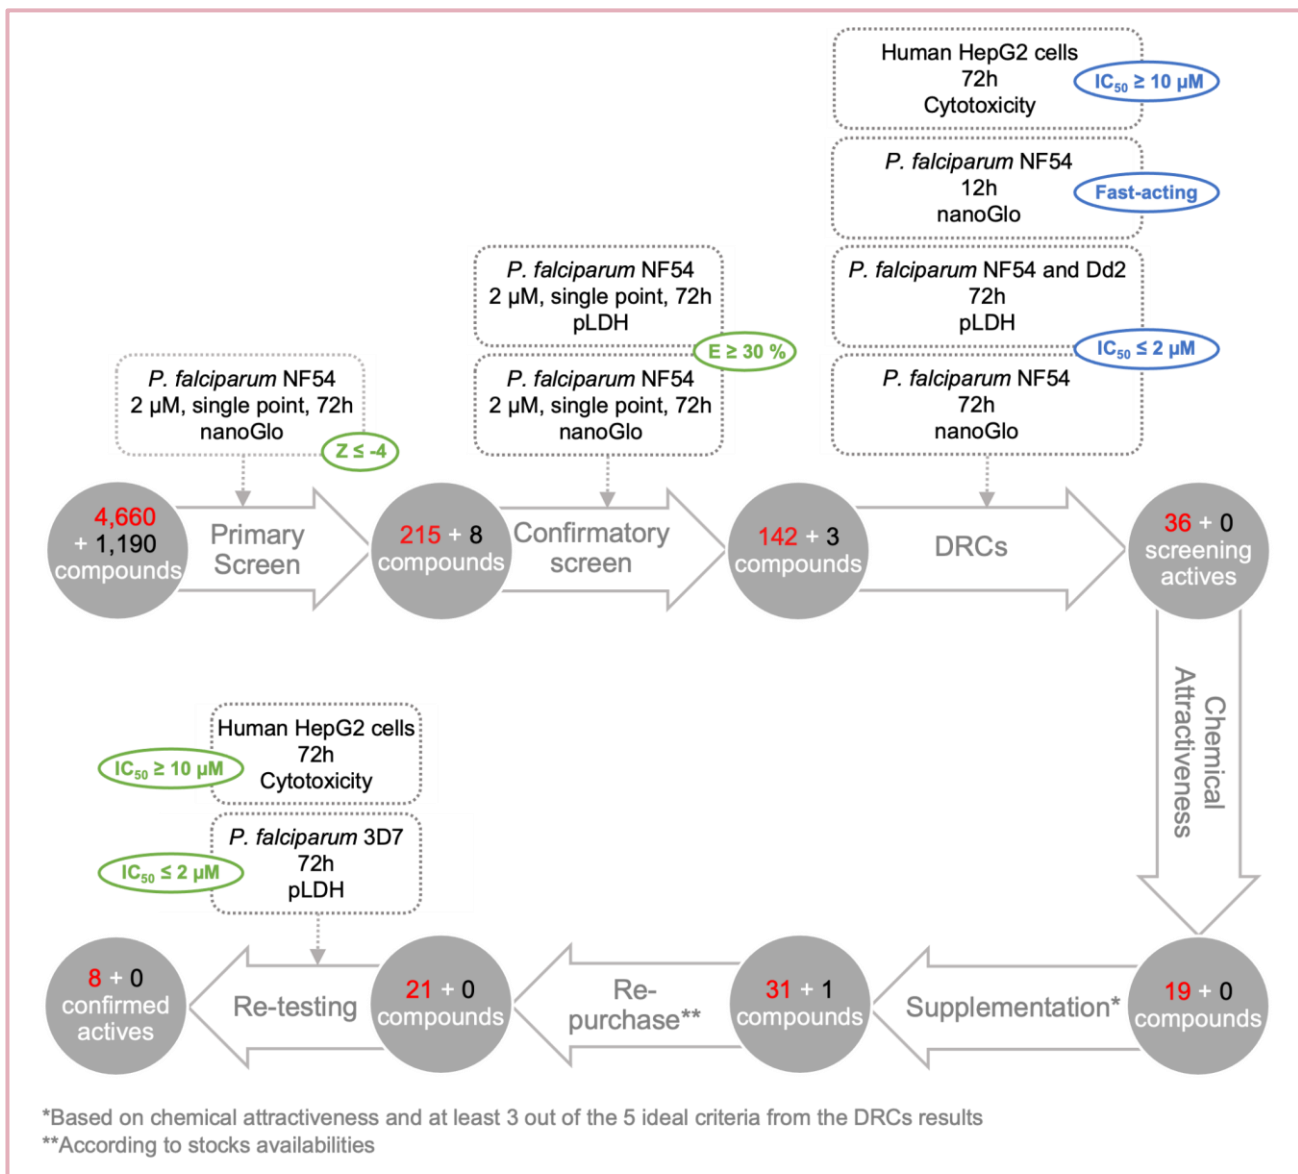 Human HepG2 cells
72h
Cytotoxicity
IC₅₀ ≥ 10 µM
P. falciparum NF54
12h
nanoGlo
Fast-acting
P. falciparum NF54 and Dd2
72h
pLDH
IC₅₀ ≤ 2 µM
P. falciparum NF54
72h
nanoGlo
P. falciparum NF54
2 µM, single point, 72h
pLDH
E ≥ 30 %
P. falciparum NF54
2 µM, single point, 72h
nanoGlo
P. falciparum NF54
2 µM, single point, 72h
nanoGlo
Z ≤ -4
4,660
+ 1,190
compounds
Primary
Screen
215 + 8
compounds
Confirmatory
screen
142 + 3
compounds
DRCs
36 + 0
screening
actives
Chemical
Attractiveness
19 + 0
compounds
Supplementation*
31 + 1
compounds
Re-
purchase**
21 + 0
compounds
Re-testing
8 + 0
confirmed
actives
Human HepG2 cells
72h
Cytotoxicity
IC₅₀ ≥ 10 µM
P. falciparum 3D7
72h
pLDH
IC₅₀ ≤ 2 µM
*Based on chemical attractiveness and at least 3 out of the 5 ideal criteria from the DRCs results
**According to stocks availabilities